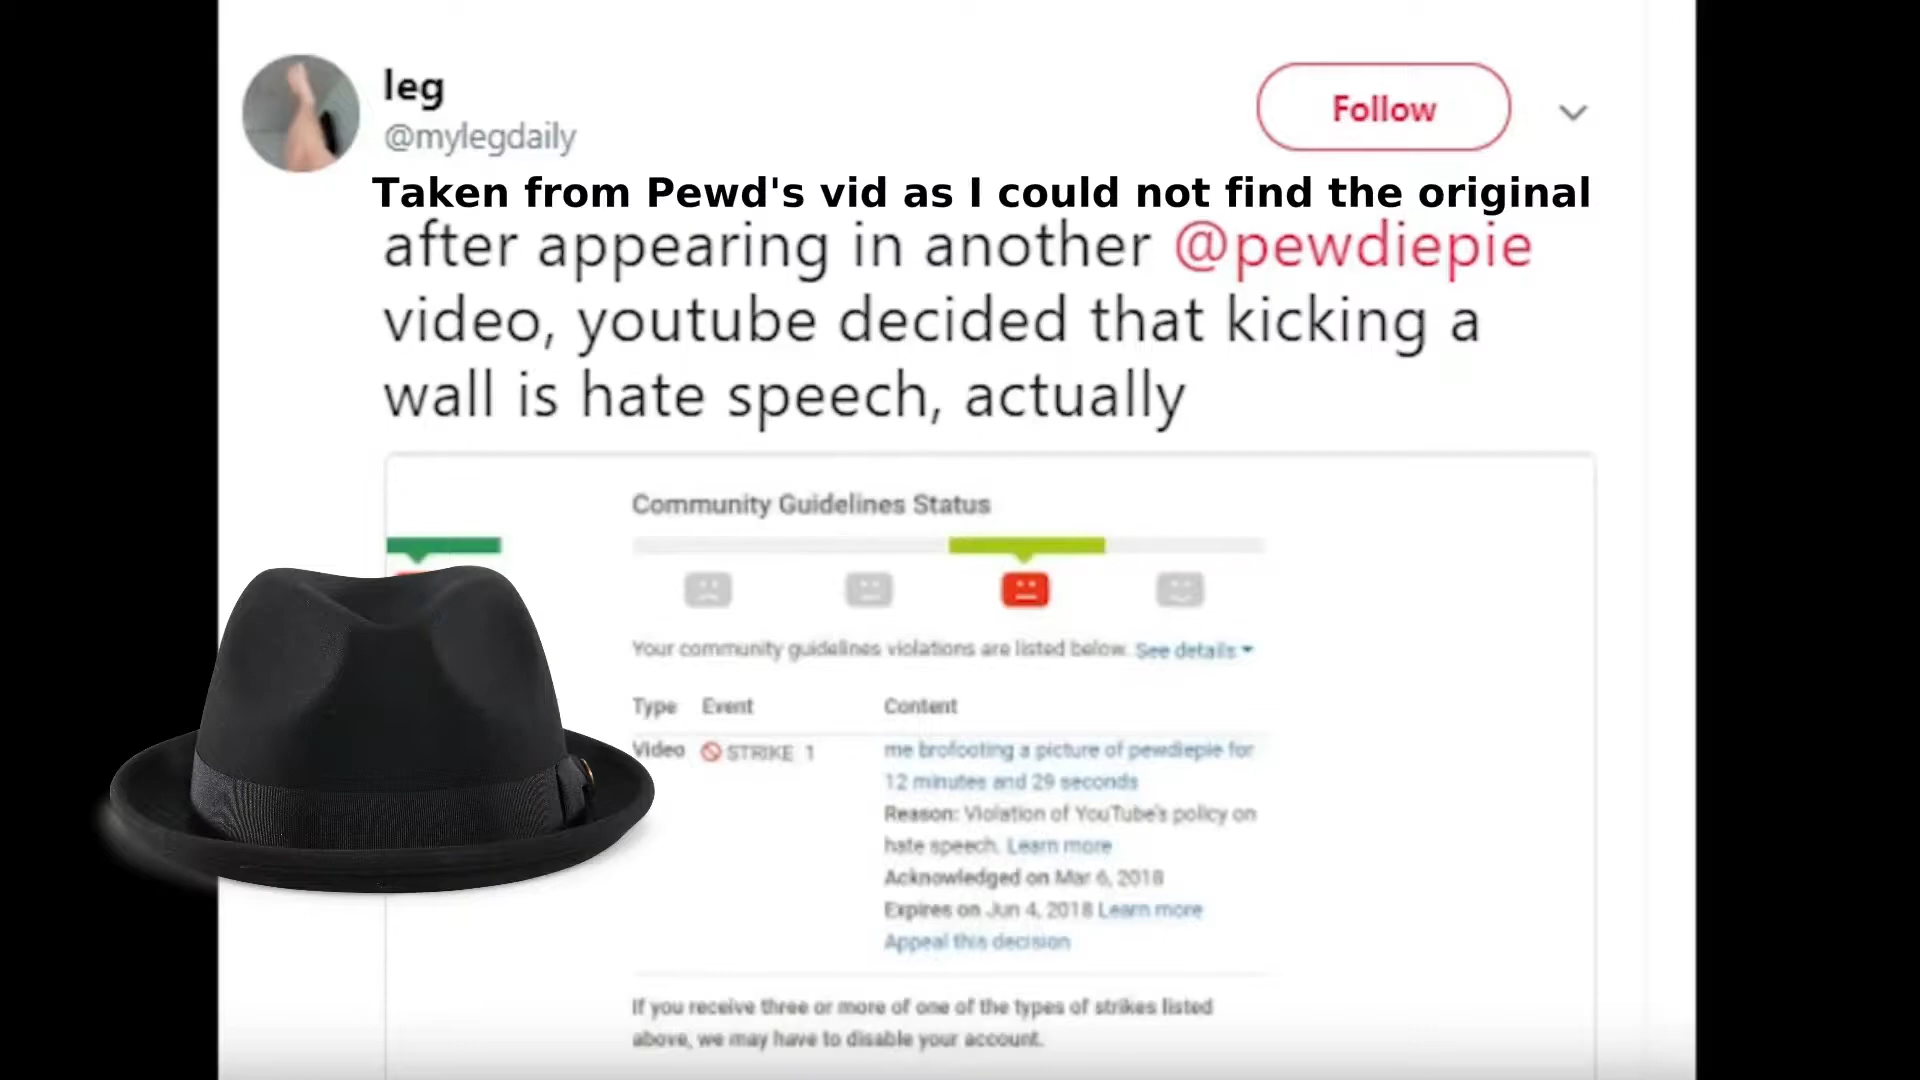 leg
@mylegdaily
Follow
Taken from Pewd's vid as I could not find the original
after appearing in another @pewdiepie
video, youtube decided that kicking a
wall is hate speech, actually
Community Guidelines Status
Your community guidelines violations are listed below. See details
Type Event Content
Video STRIKE 1 me brofooting a picture of pewdiepie for
12 minutes and 29 seconds
Reason: Violation of YouTube's policy on
hate speech. Learn more
Acknowledged on Mar 6, 2018
Expires on Jun 4, 2018 Learn more
Appeal this decision
If you receive three or more of one of the types of strikes listed
above, we may have to disable your account.